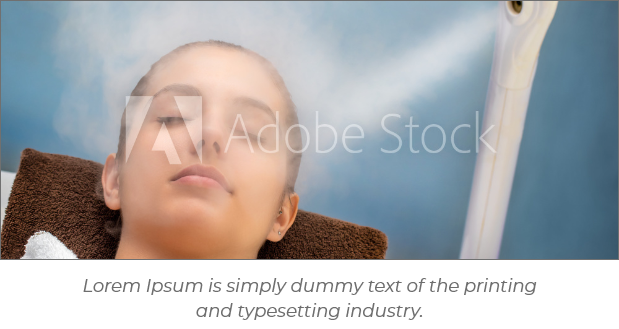 Adobe Stock
Lorem Ipsum is simply dummy text of the printing
and typesetting industry.